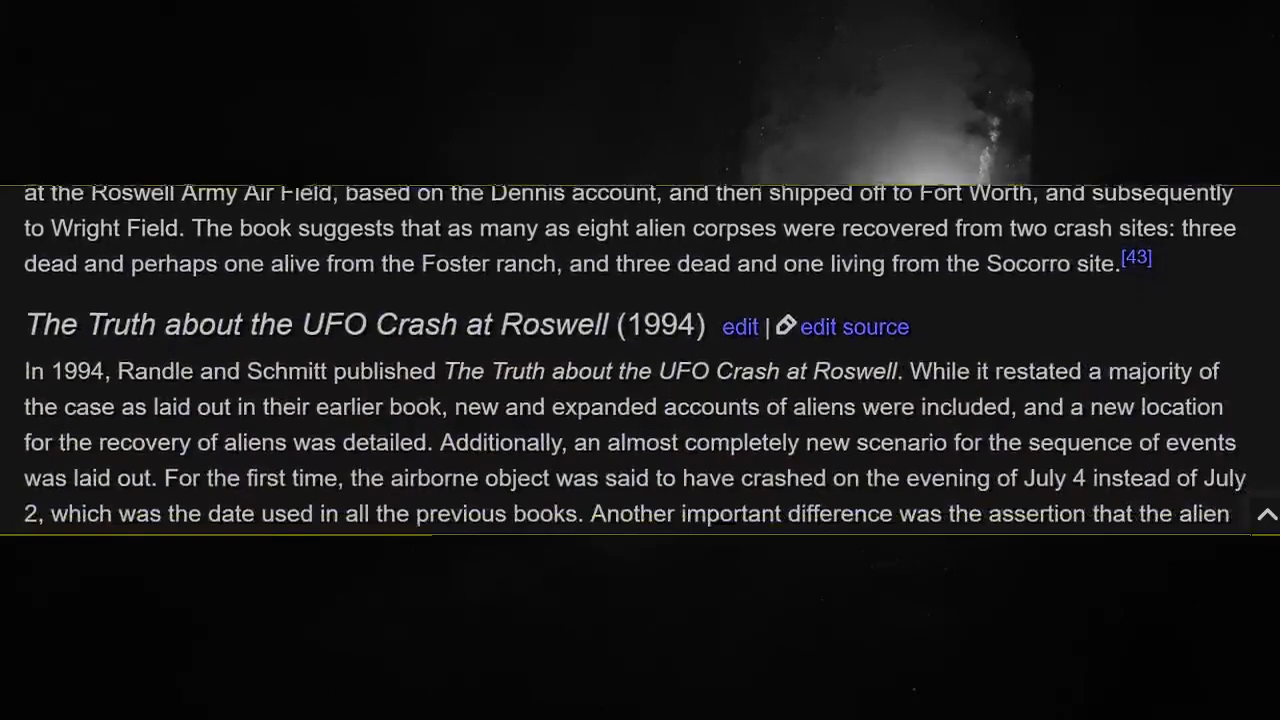 at the Roswell Army Air Field, based on the Dennis account, and then shipped off to Fort Worth, and subsequently
to Wright Field. The book suggests that as many as eight alien corpses were recovered from two crash sites: three
dead and perhaps one alive from the Foster ranch, and three dead and one living from the Socorro site.[43]
The Truth about the UFO Crash at Roswell (1994) edit | edit source
In 1994, Randle and Schmitt published The Truth about the UFO Crash at Roswell. While it restated a majority of
the case as laid out in their earlier book, new and expanded accounts of aliens were included, and a new location
for the recovery of aliens was detailed. Additionally, an almost completely new scenario for the sequence of events
was laid out. For the first time, the airborne object was said to have crashed on the evening of July 4 instead of July
2, which was the date used in all the previous books. Another important difference was the assertion that the alien